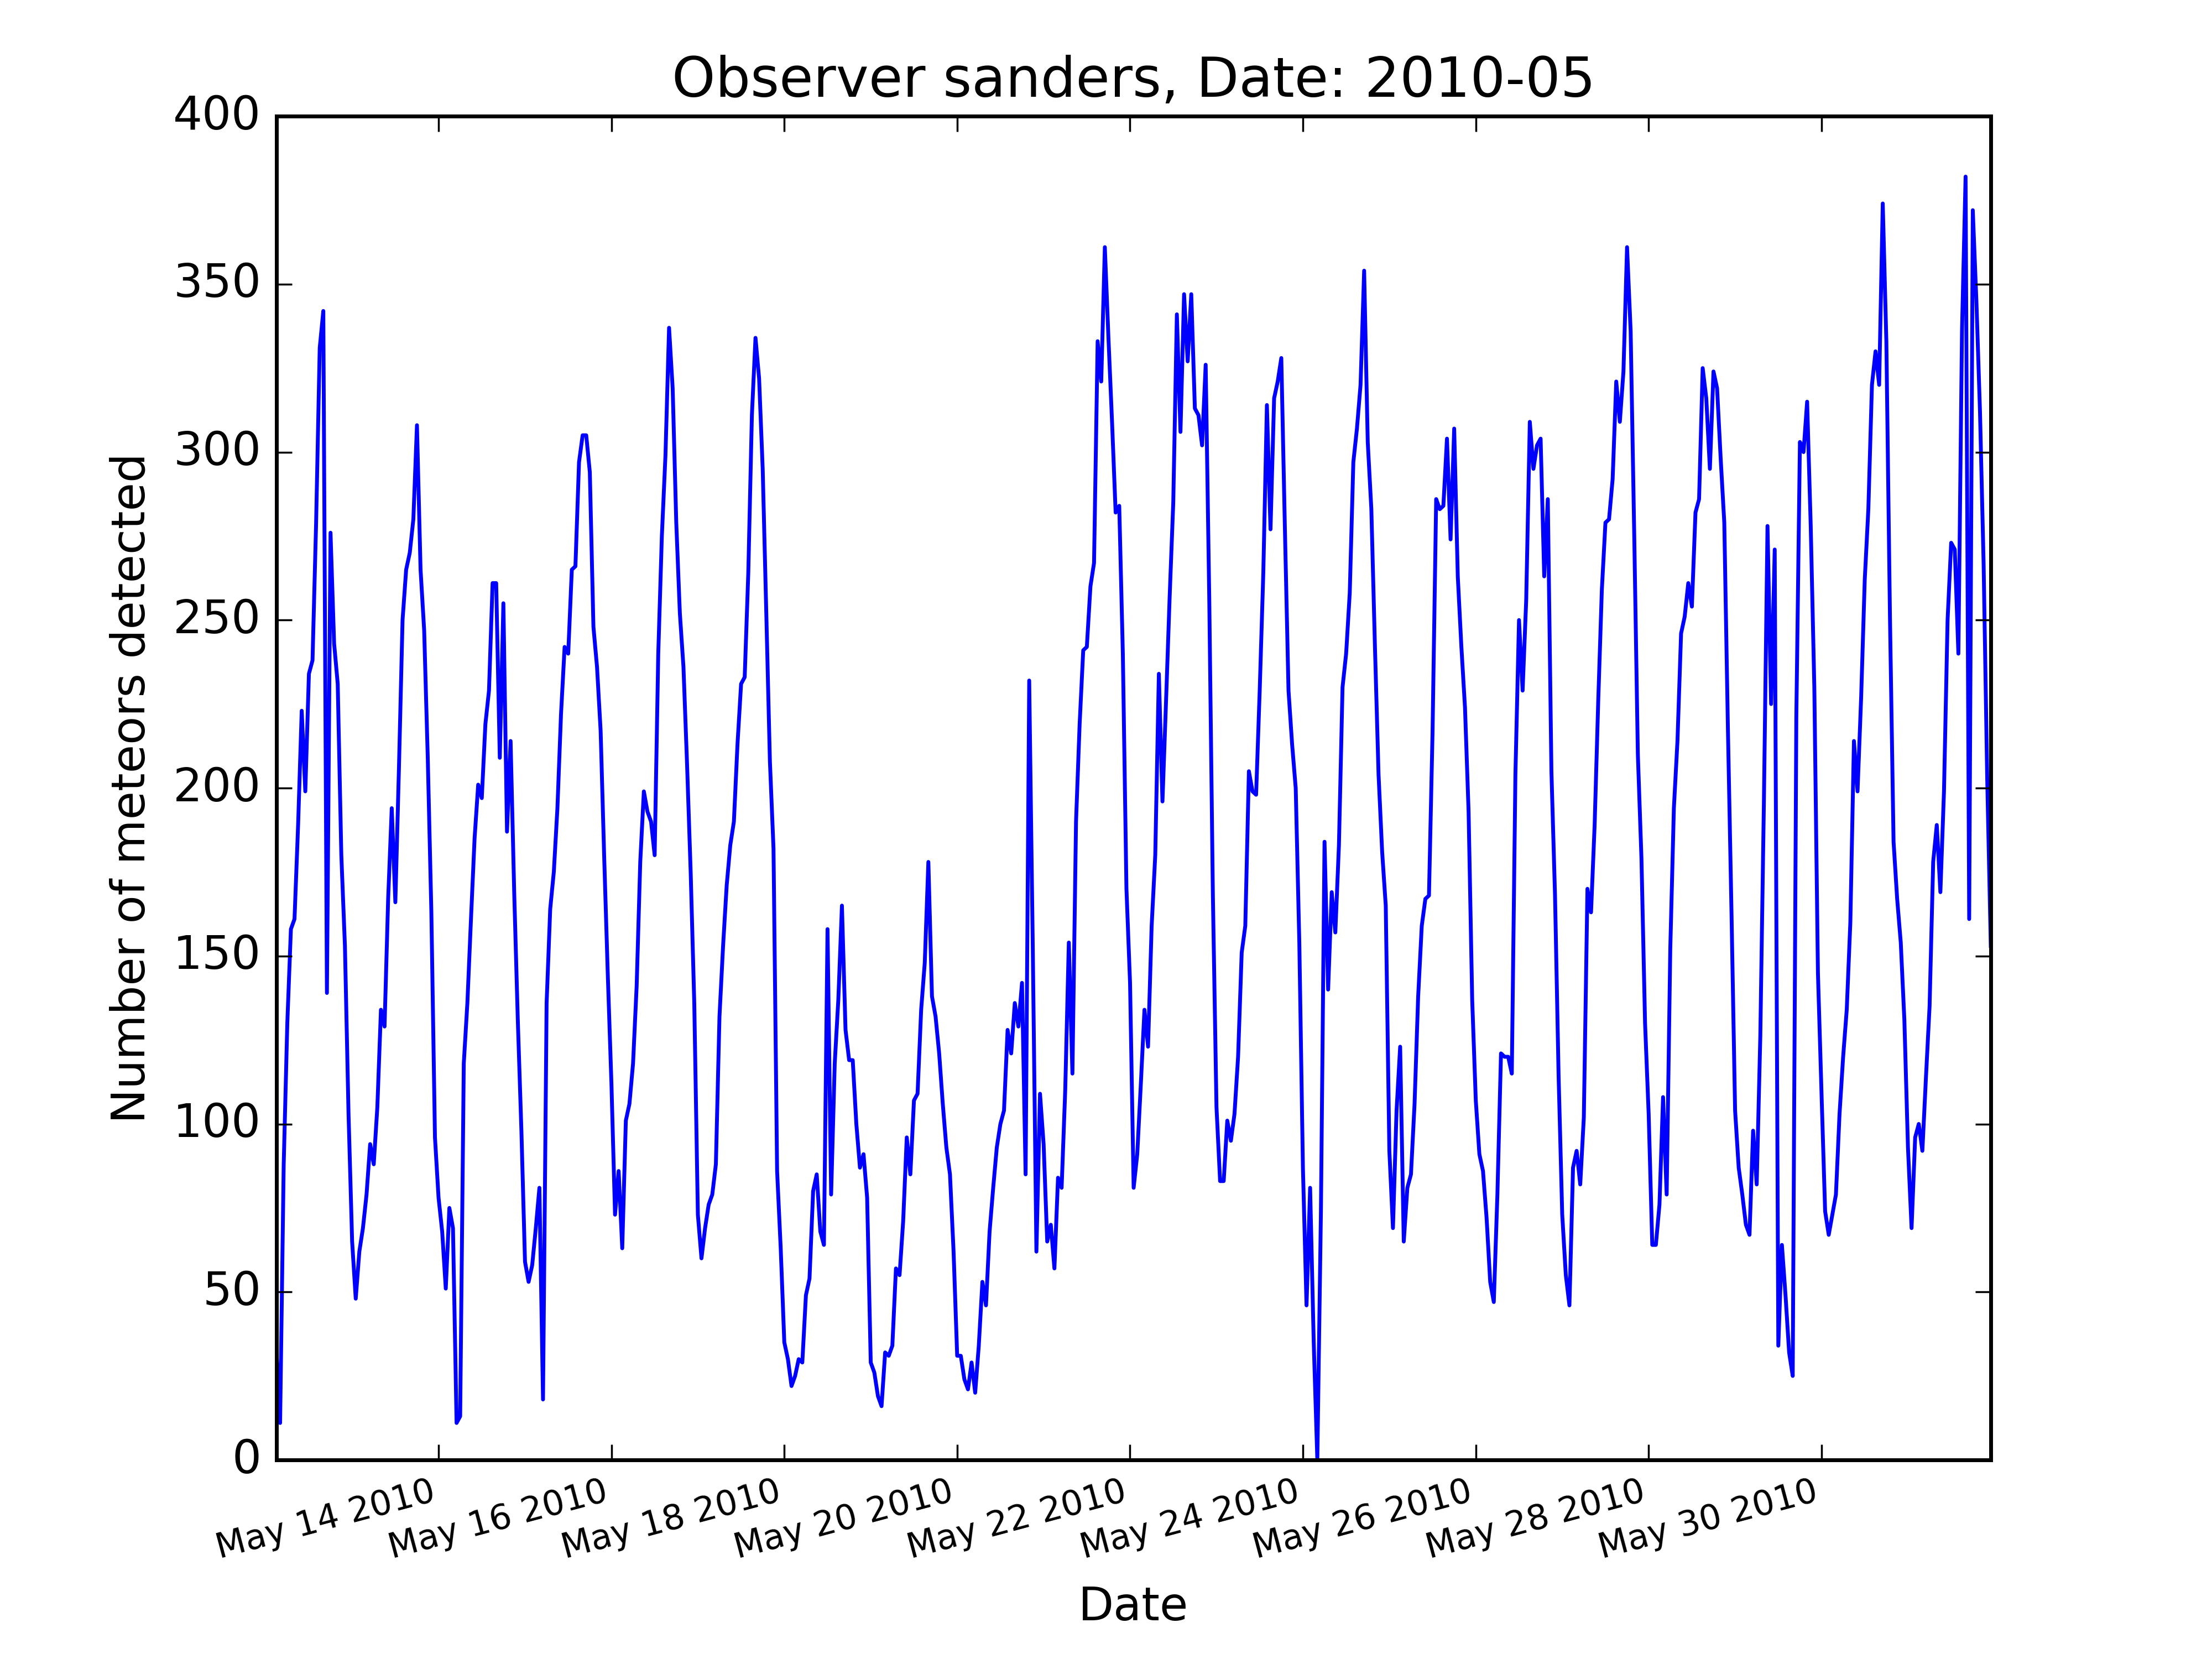 Observer sanders, Date: 2010-05
Number of meteors detected
400
350
300
250
200
150
100
50
0
May 14 2010
May 16 2010
May 18 2010
May 20 2010
May 22 2010
May 24 2010
May 26 2010
May 28 2010
May 30 2010
Date